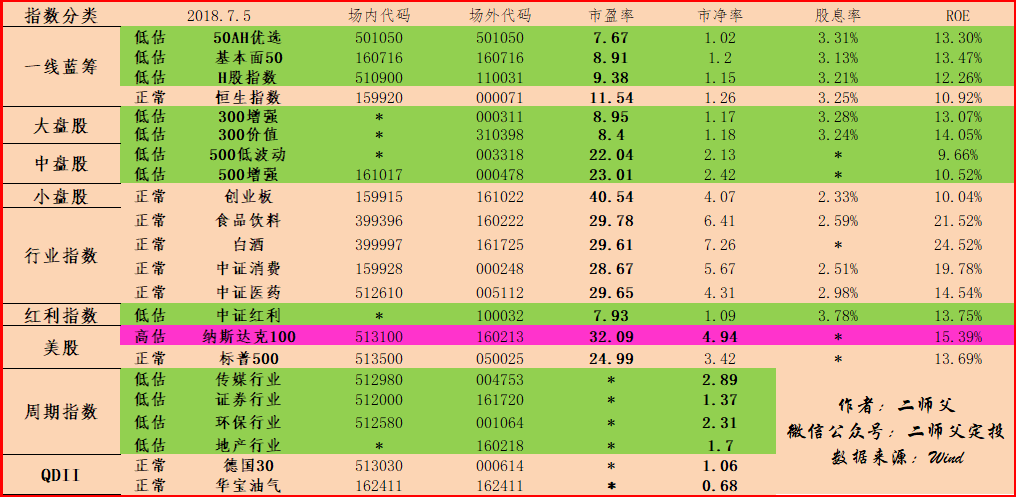 指数分类 2018.7.5 场内代码 场外代码 市盈率 市净率 股息率 ROE
一线蓝筹 低估 50AH优选 501050 501050 7.67 1.02 3.31% 13.30%
低估 基本面50 160716 160716 8.91 1.2 3.13% 13.47%
低估 H股指数 510900 110031 9.38 1.15 3.21% 12.26%
正常 恒生指数 159920 000071 11.54 1.26 3.25% 10.92%
大盘股 低估 300增强 * 000311 8.95 1.17 3.28% 13.07%
低估 300价值 * 310398 8.4 1.18 3.24% 14.05%
中盘股 低估 500低波动 * 003318 22.04 2.13 * 9.66%
低估 500增强 161017 000478 23.01 2.42 * 10.52%
小盘股 正常 创业板 159915 161022 40.54 4.07 2.33% 10.04%
行业指数 正常 食品饮料 399396 160222 29.78 6.41 2.59% 21.52%
正常 白酒 399997 161725 29.61 7.26 * 24.52%
正常 中证消费 159928 000248 28.67 5.67 2.51% 19.78%
正常 中证医药 512610 005112 29.65 4.31 2.98% 14.54%
红利指数 低估 中证红利 * 100032 7.93 1.09 3.78% 13.75%
美股 高估 纳斯达克100 513100 160213 32.09 4.94 * 15.39%
正常 标普500 513500 050025 24.99 3.42 * 13.69%
周期指数 低估 传媒行业 512980 004753 * 2.89
低估 证券行业 512000 161720 * 1.37
低估 环保行业 512580 001064 * 2.31
低估 地产行业 * 160218 * 1.7
QDII 正常 德国30 513030 000614 * 1.06
正常 华宝油气 162411 162411 * 0.68
作者：二师父
微信公众号：二师父定投
数据来源：Wind